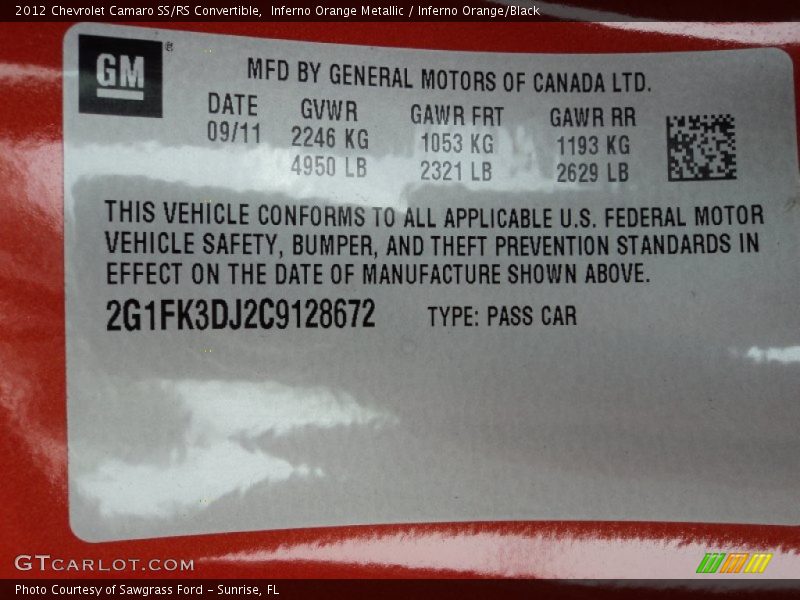 2012 Chevrolet Camaro SS/RS Convertible,  Inferno Orange Metallic / Inferno Orange/Black
GM ®
MFD BY GENERAL MOTORS OF CANADA LTD.
DATE GVWR GAWR FRT GAWR RR
09/11 2246 KG 1053 KG 1193 KG
4950 LB 2321 LB 2629 LB
THIS VEHICLE CONFORMS TO ALL APPLICABLE U.S. FEDERAL MOTOR
VEHICLE SAFETY, BUMPER, AND THEFT PREVENTION STANDARDS IN
EFFECT ON THE DATE OF MANUFACTURE SHOWN ABOVE.
2G1FK3DJ2C9128672 TYPE: PASS CAR
GTCARLOT.COM
Photo Courtesy of Sawgrass Ford - Sunrise, FL